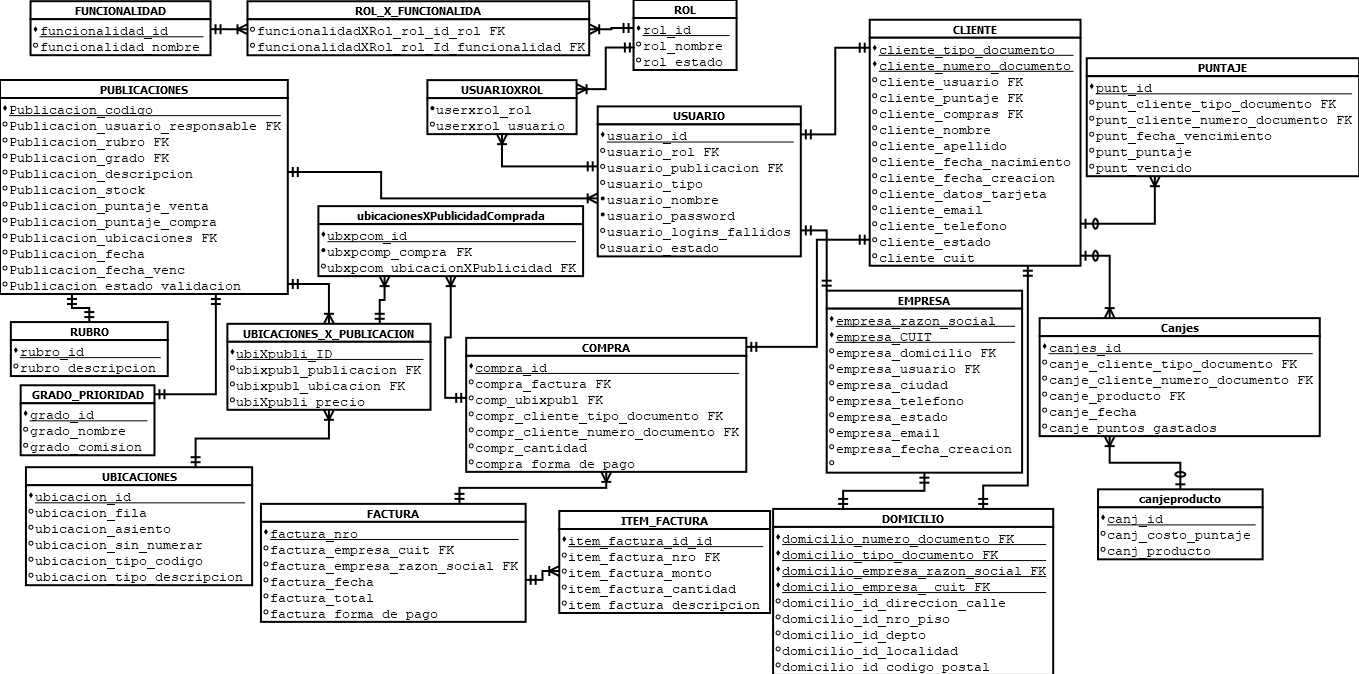 FUNCIONALIDAD
funcionalidad_id
funcionalidad_nombre
ROL_X_FUNCIONALIDA
funcionalidadXRol_rol_id_rol FK
funcionalidadXRol_rol_Id_funcionalidad FK
ROL
rol_id
rol_nombre
rol_estado
CLIENTE
cliente_tipo_documento
cliente_numero_documento
cliente_usuario FK
cliente_puntaje FK
cliente_compras FK
cliente_nombre
cliente_apellido
cliente_fecha_nacimiento
cliente_fecha_creacion
cliente_datos_tarjeta
cliente_email
cliente_telefono
cliente_estado
cliente_cuit
PUNTAJE
punt_id
punt_cliente_tipo_documento FK
punt_cliente_numero_documento FK
punt_fecha_vencimiento
punt_puntaje
punt_vencido
PUBLICACIONES
Publicacion_codigo
Publicacion_usuario_responsable FK
Publicacion_rubro FK
Publicacion_grado FK
Publicacion_descripcion
Publicacion_stock
Publicacion_puntaje_venta
Publicacion_puntaje_compra
Publicacion_ubicaciones FK
Publicacion_fecha
Publicacion_fecha_venc
Publicacion_estado_validacion
USUARIOXROL
userxrol_rol
userxrol_usuario
USUARIO
usuario_id
usuario_rol FK
usuario_publicacion FK
usuario_tipo
usuario_nombre
usuario_password
usuario_logins_fallidos
usuario_estado
ubicacionesXPublicidadComprada
ubxpcom_id
ubxpcomp_compra FK
ubxpcom_ubicacionXPublicidad FK
RUBRO
rubro_id
rubro_descripcion
UBICACIONES_X_PUBLICACION
ubiXpubli_ID
ubixpubl_publicacion FK
ubixpubl_ubicacion FK
ubiXpubli_precio
COMPRA
compra_id
compra_factura FK
comp_ubixpubl FK
compr_cliente_tipo_documento FK
compr_cliente_numero_documento FK
compr_cantidad
compra_forma_de_pago
EMPRESA
empresa_razon_social
empresa_CUIT
empresa_domicilio FK
empresa_usuario FK
empresa_ciudad
empresa_telefono
empresa_estado
empresa_email
empresa_fecha_creacion
Canjes
canjes_id
canje_cliente_tipo_documento FK
canje_cliente_numero_documento FK
canje_producto FK
canje_fecha
canje_puntos_gastados
GRADO_PRIORIDAD
grado_id
grado_nombre
grado_comision
UBICACIONES
ubicacion_id
ubicacion_fila
ubicacion_asiento
ubicacion_sin_numerar
ubicacion_tipo_codigo
ubicacion_tipo_descripcion
FACTURA
factura_nro
factura_empresa_cuit FK
factura_empresa_razon_social FK
factura_fecha
factura_total
factura_forma_de_pago
ITEM_FACTURA
item_factura_id_id
item_factura_nro FK
item_factura_monto
item_factura_cantidad
item_factura_descripcion
DOMICILIO
domicilio_numero_documento FK
domicilio_tipo_documento FK
domicilio_empresa_razon_social FK
domicilio_empresa_ cuit FK
domicilio_id_direccion_calle
domicilio_id_nro_piso
domicilio_id_depto
domicilio_id_localidad
domicilio_id_codigo_postal
canjeproducto
canj_id
canj_costo_puntaje
canj_producto